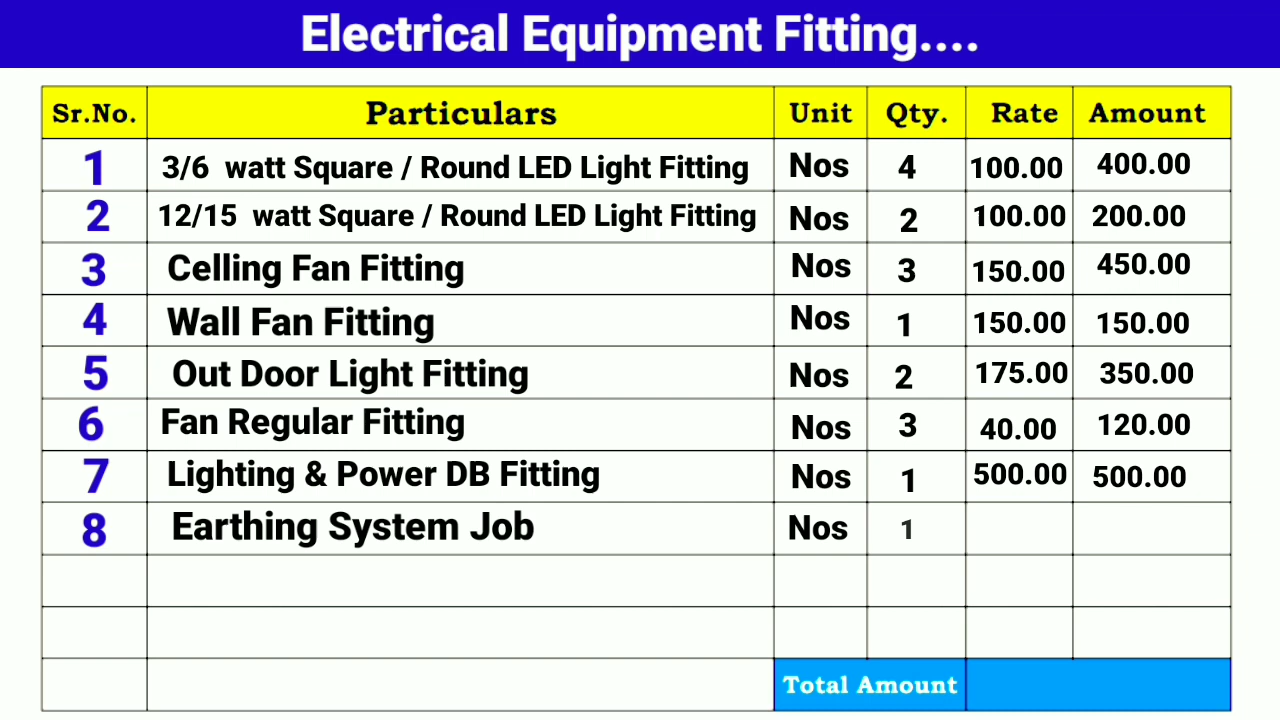 Electrical Equipment Fitting....
Sr.No. Particulars Unit Qty. Rate Amount
1 3/6 watt Square / Round LED Light Fitting Nos 4 100.00 400.00
2 12/15 watt Square / Round LED Light Fitting Nos 2 100.00 200.00
3 Celling Fan Fitting Nos 3 150.00 450.00
4 Wall Fan Fitting Nos 1 150.00 150.00
5 Out Door Light Fitting Nos 2 175.00 350.00
6 Fan Regular Fitting Nos 3 40.00 120.00
7 Lighting & Power DB Fitting Nos 1 500.00 500.00
8 Earthing System Job Nos 1
Total Amount